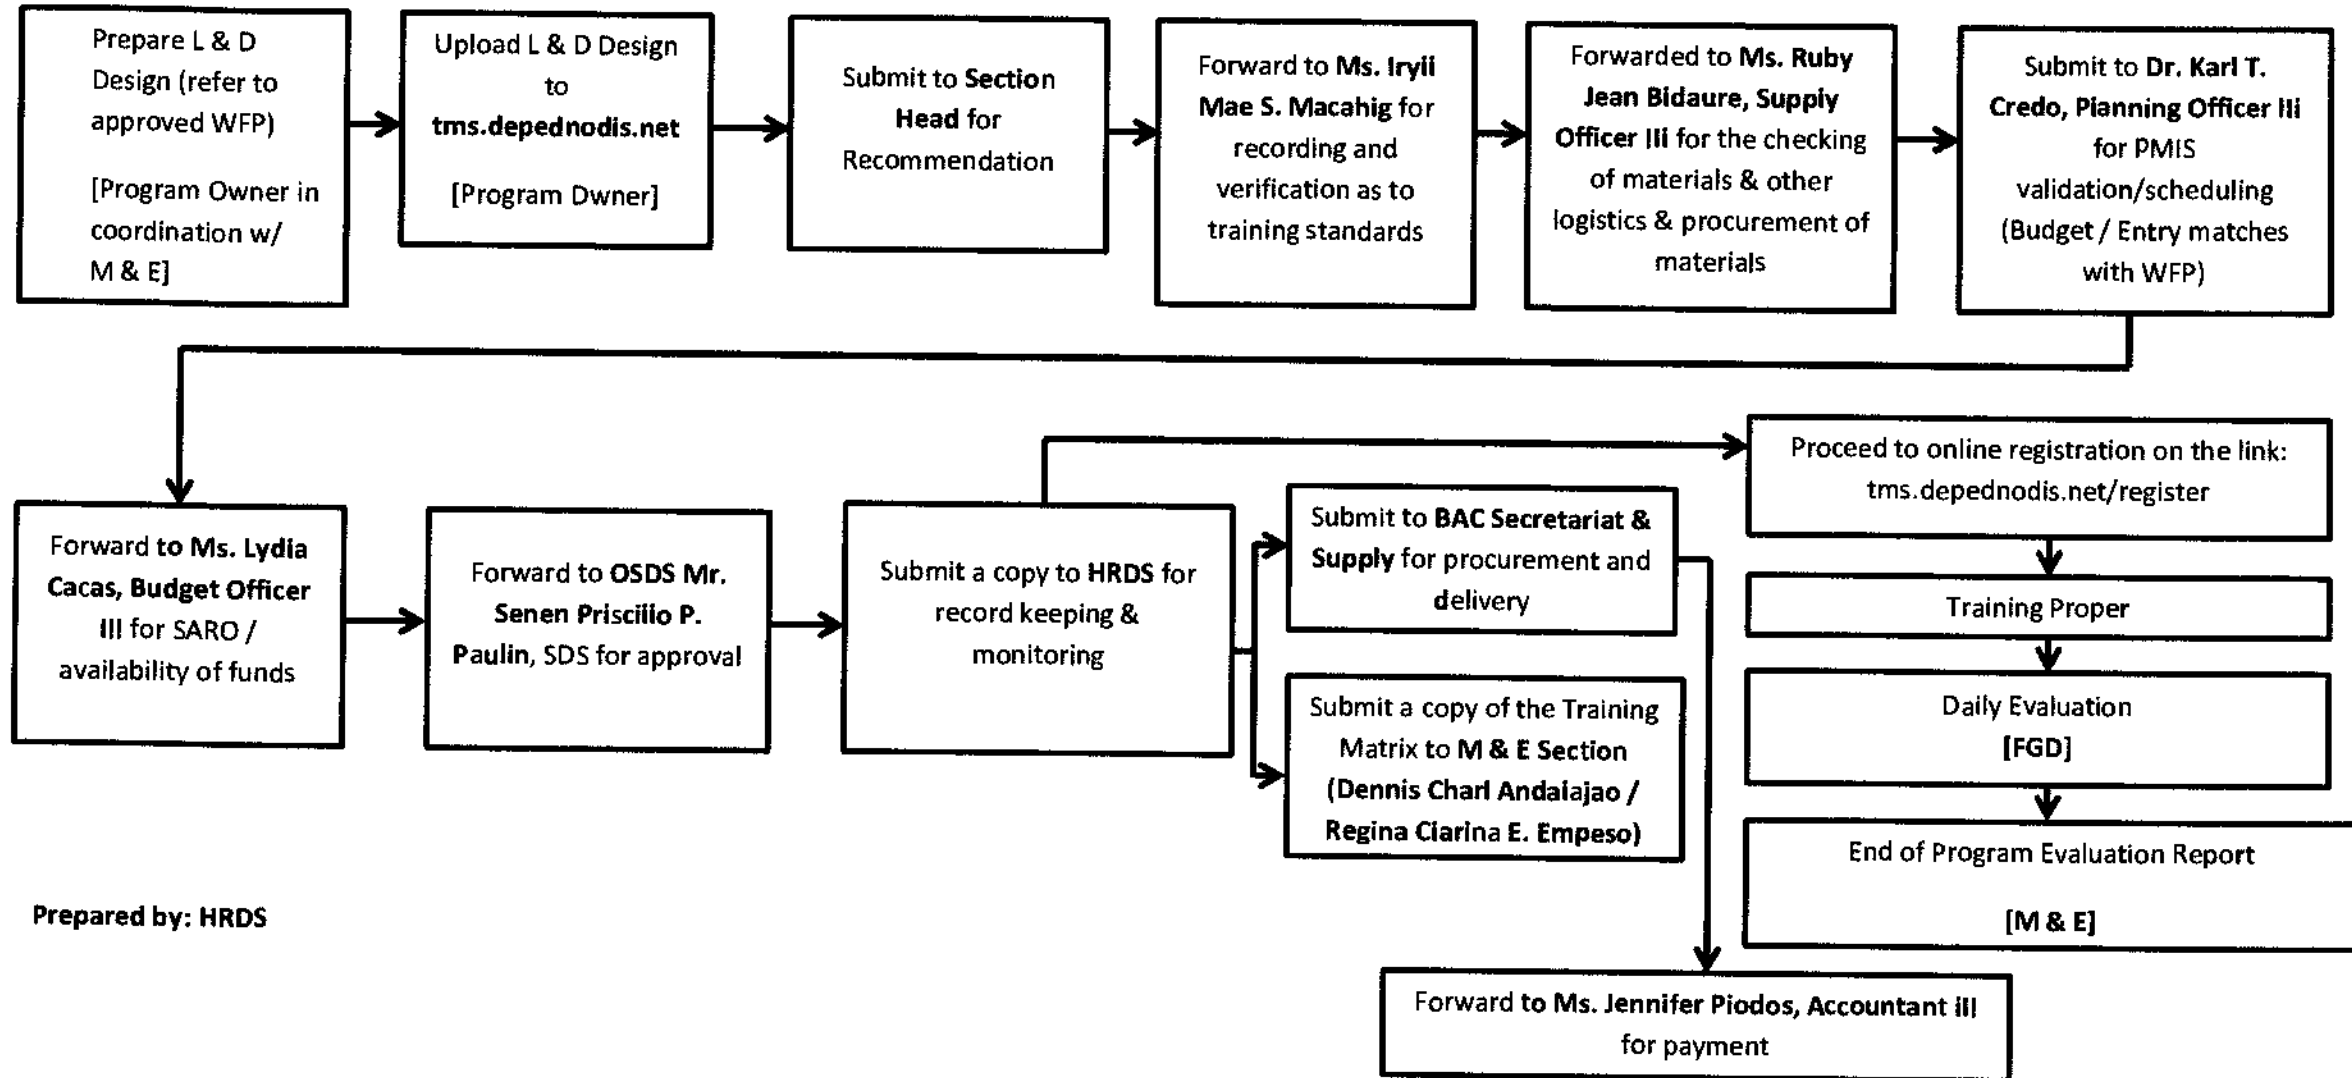 Prepare L & D
Design (refer to
approved WFP)
[Program Owner in
coordination w/
M & E]
Upload L & D Design
to
tms.depednodis.net
[Program Dwner]
Submit to Section
Head for
Recommendation
Forward to Ms. Iryii
Mae S. Macahig for
recording and
verification as to
training standards
Forwarded to Ms. Ruby
Jean Bidaure, Supply
Officer Iii for the checking
of materials & other
logistics & procurement of
materials
Submit to Dr. Karl T.
Credo, Planning Officer Iii
for PMIS
validation/scheduling
(Budget / Entry matches
with WFP)
Forward to Ms. Lydia
Cacas, Budget Officer
III for SARO /
availability of funds
Forward to OSDS Mr.
Senen Priscilio P.
Paulin, SDS for approval
Submit a copy to HRDS for
record keeping &
monitoring
Submit to BAC Secretariat &
Supply for procurement and
delivery
Submit a copy of the Training
Matrix to M & E Section
(Dennis Charl Andaiajao /
Regina Ciarina E. Empeso)
Proceed to online registration on the link:
tms.depednodis.net/register
Training Proper
Daily Evaluation
[FGD]
End of Program Evaluation Report
[M & E]
Forward to Ms. Jennifer Piodos, Accountant iII
for payment
Prepared by: HRDS